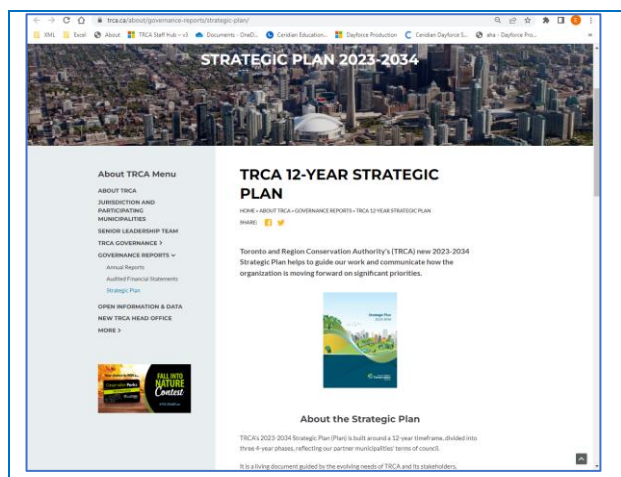 trca.ca/about/governance-reports/strategic-plan/
XML Excel About TRCA Staff Hub - v3 Documents - OneD... Ceridian Education... Dayforce Production Ceridian Dayforce S... aha - Dayforce Pro...
STRATEGIC PLAN 2023-2034
About TRCA Menu
ABOUT TRCA
JURISDICTION AND
PARTICIPATING
MUNICIPALITIES
SENIOR LEADERSHIP TEAM
TRCA GOVERNANCE >
GOVERNANCE REPORTS
Annual Reports
Audited Financial Statements
Strategic Plan
OPEN INFORMATION & DATA
NEW TRCA HEAD OFFICE
MORE >
FALL INTO
NATURE
Contest
TRCA 12-YEAR STRATEGIC
PLAN
HOME » ABOUT TRCA » GOVERNANCE REPORTS » TRCA 12-YEAR STRATEGIC PLAN
SHARE:
Toronto and Region Conservation Authority's (TRCA) new 2023-2034
Strategic Plan helps to guide our work and communicate how the
organization is moving forward on significant priorities.
Strategic Plan
2023-2034
About the Strategic Plan
TRCA's 2023-2034 Strategic Plan (Plan) is built around a 12-year timeframe, divided into
three 4-year phases, reflecting our partner municipalities' terms of council.
It is a living document guided by the evolving needs of TRCA and its stakeholders,